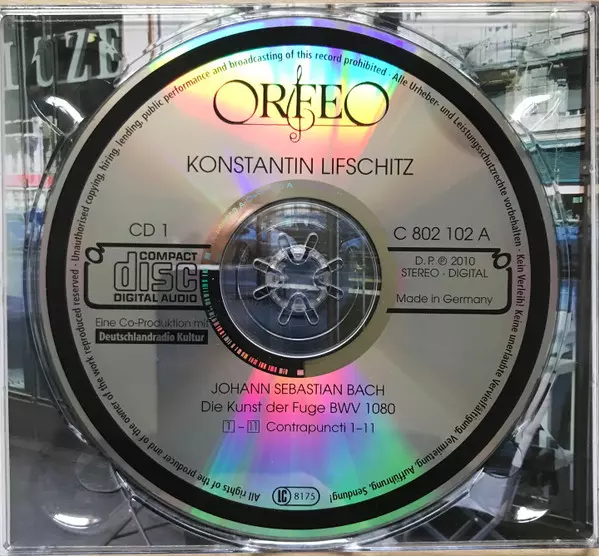 LUZE
· Unauthorised copying, hiring, lending, public performance and broadcasting of this record prohibited · Alle Urheber- und Leistungsschutzrechte vorbehalten · Kein Verleih! Keine unerlaubte Vervielfältigung, Vermietung, Aufführung, Sendung!
ORFEO
KONSTANTIN LIFSCHITZ
CD 1
C 802 102 A
COMPACT
disc
DIGITAL AUDIO
D.P. ℗ 2010
STEREO · DIGITAL
Made in Germany
Eine Co-Produktion mit
Deutschlandradio Kultur
JOHANN SEBASTIAN BACH
Die Kunst der Fuge BWV 1080
1 – 11 Contrapuncti 1–11
LC 8175
All rights of the producer and of the owner of the work reproduced reserved